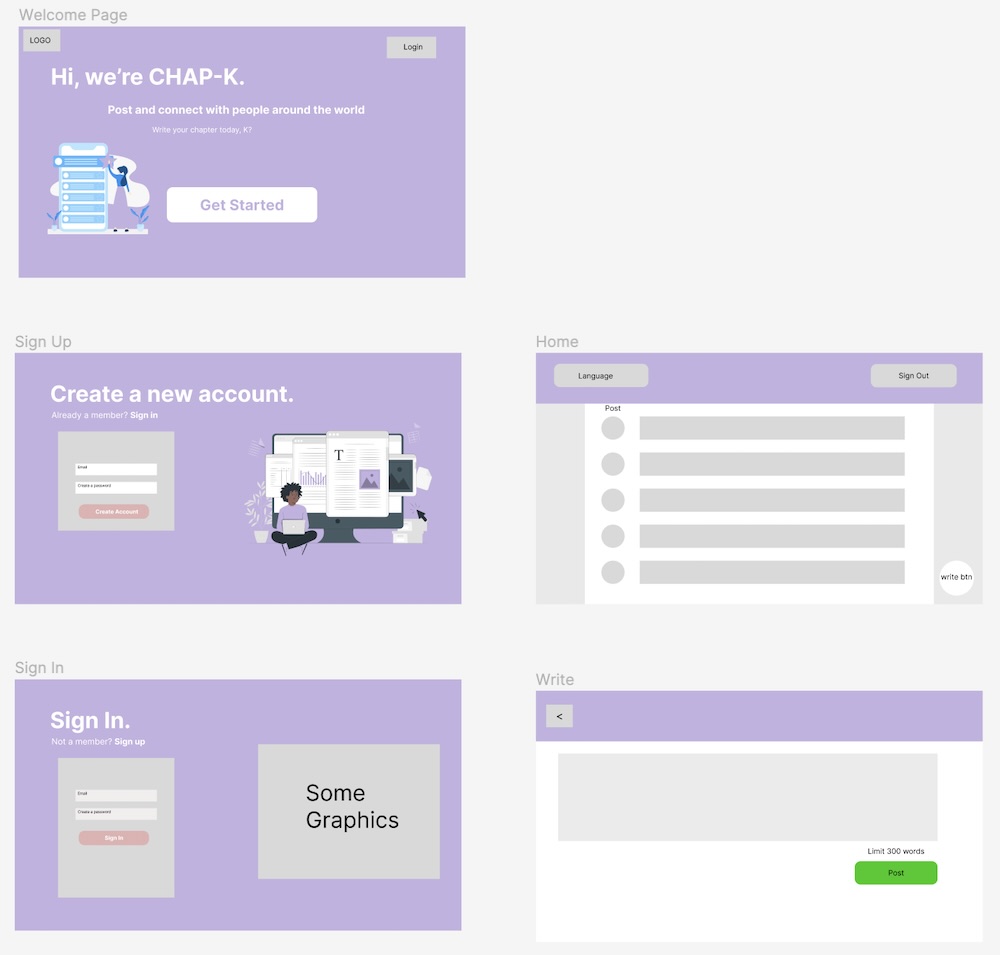 Welcome Page
LOGO
Login
Hi, we’re CHAP-K.
Post and connect with people around the world
Write your chapter today, K?
Get Started
Sign Up
Create a new account.
Already a member? Sign in
Email
Create a password
Create Account
T
Home
Language
Sign Out
Post
write btn
Sign In
Sign In.
Not a member? Sign up
Email
Create a password
Sign In
Some
Graphics
Write
<
Limit 300 words
Post